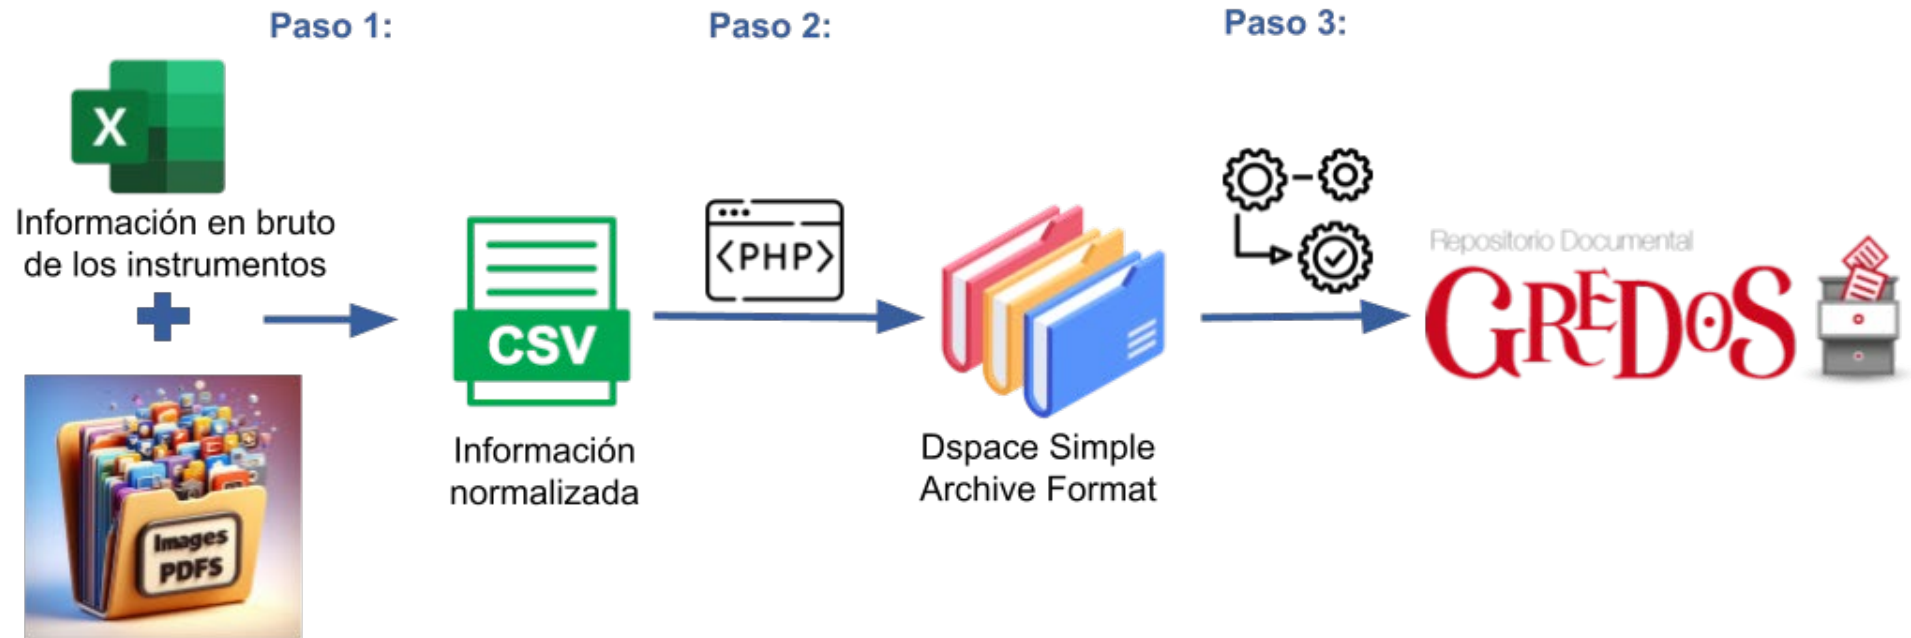 Paso 1:
Paso 2:
Paso 3:
X
Información en bruto
de los instrumentos
Images
PDFS
CSV
Información
normalizada
<PHP>
Dspace Simple
Archive Format
Repositorio Documental
GREDOS